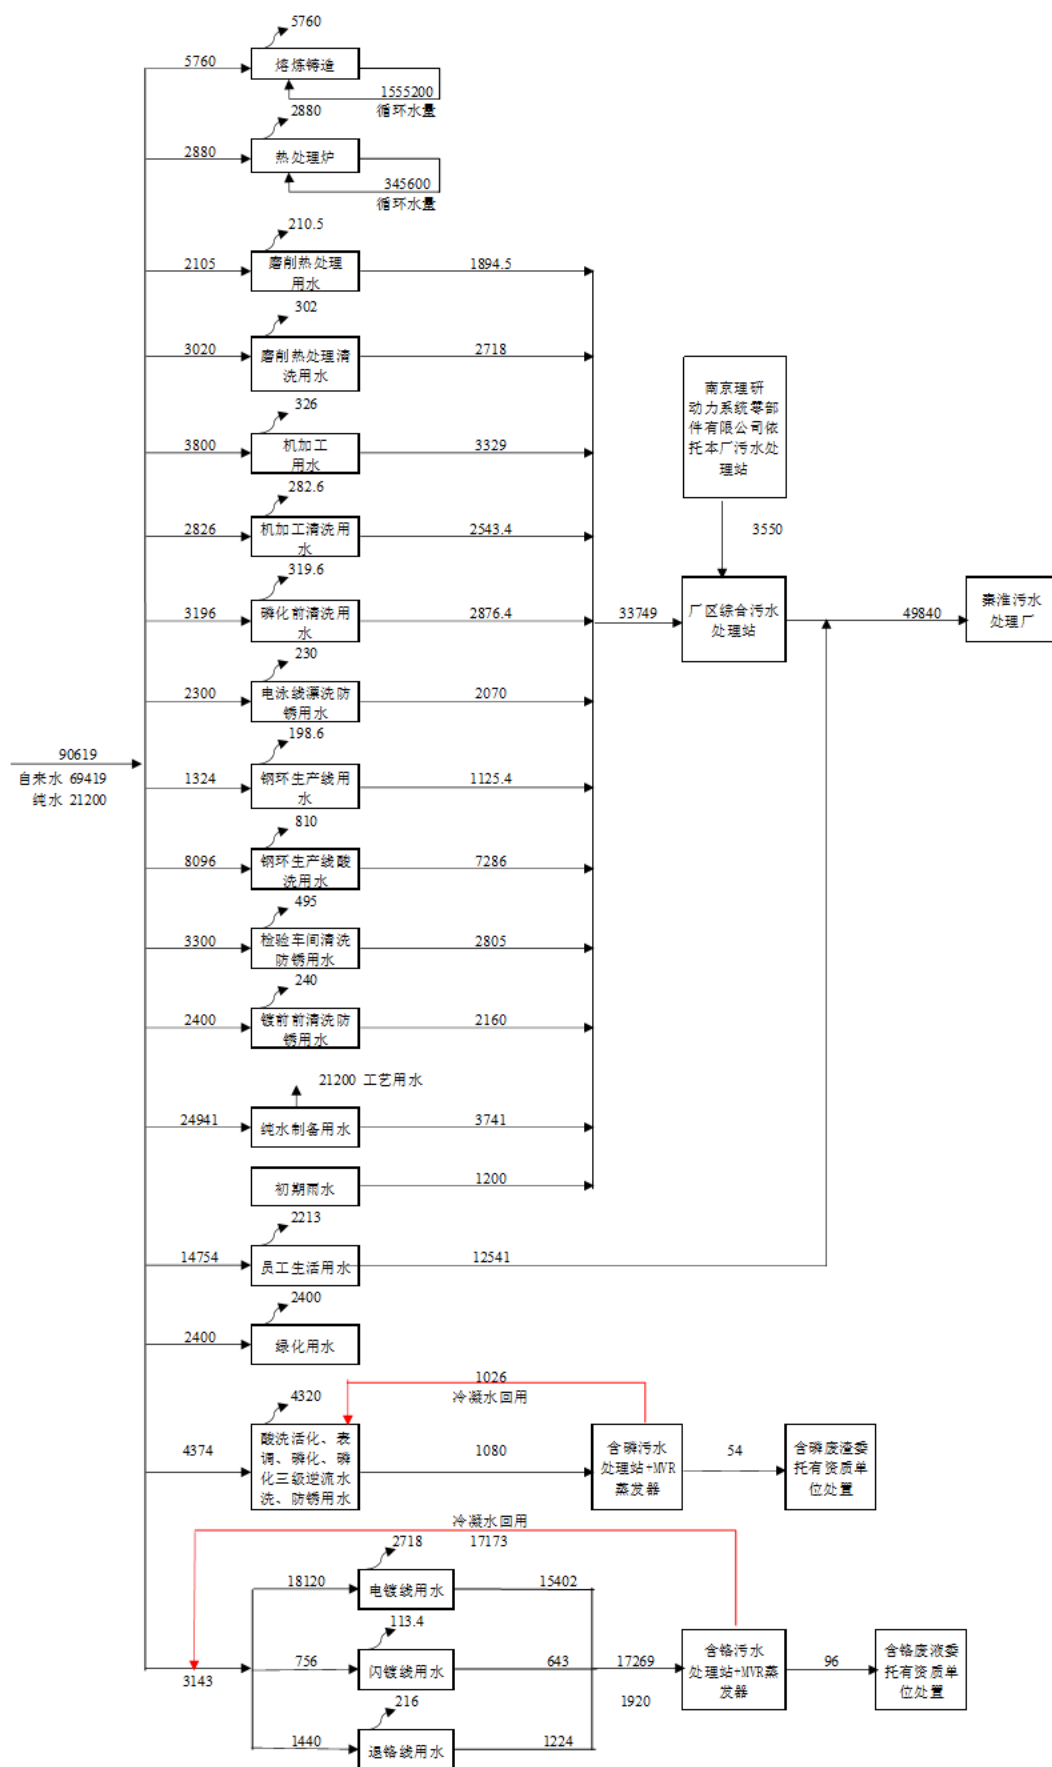 5760
5760
熔炼铸造
1555200
循环水量
2880
2880
热处理炉
345600
循环水量
210.5
2105
磨削热处理
用水
1894.5
302
3020
磨削热处理清
洗用水
2718
南京理研
动力系统零部
件有限公司依
托本厂污水处
理站
326
3800
机加工
用水
3329
282.6
2826
机加工清洗用
水
2543.4
3550
319.6
3196
磷化前清洗用
水
2876.4
33749
厂区综合污水
处理站
49840
秦淮污水
处理厂
230
2300
电泳线漂洗防
锈用水
2070
90619
自来水 69419
纯水 21200
198.6
1324
钢环生产线用
水
1125.4
810
8096
钢环生产线酸
洗用水
7286
495
3300
检验车间清洗
防锈用水
2805
240
2400
镀前前清洗防
锈用水
2160
21200 工艺用水
24941
纯水制备用水
3741
初期雨水
1200
2213
14754
员工生活用水
12541
2400
2400
绿化用水
1026
冷凝水回用
4320
4374
酸洗活化、表
调、磷化、磷
化三级逆流水
洗、防锈用水
1080
含磷污水
处理站+MVR
蒸发器
54
含磷废渣委
托有资质单
位处置
冷凝水回用
17173
2718
18120
电镀线用水
15402
113.4
3143
756
闪镀线用水
643
17269
1920
含铬污水
处理站+MVR蒸
发器
96
含铬废液委
托有资质单
位处置
216
1440
退铬线用水
1224